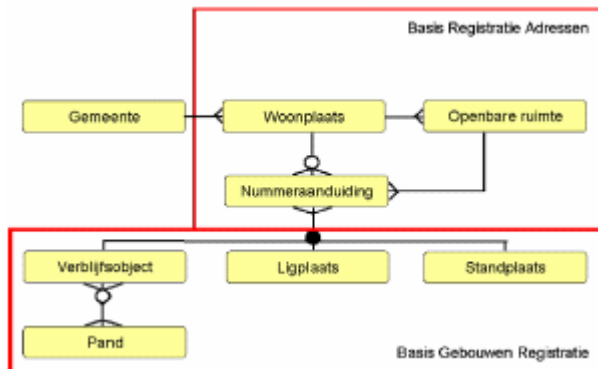 Basis Registratie Adressen
Gemeente
Woonplaats
Openbare ruimte
Nummeraanduiding
Verblijfsobject
Ligplaats
Standplaats
Pand
Basis Gebouwen Registratie